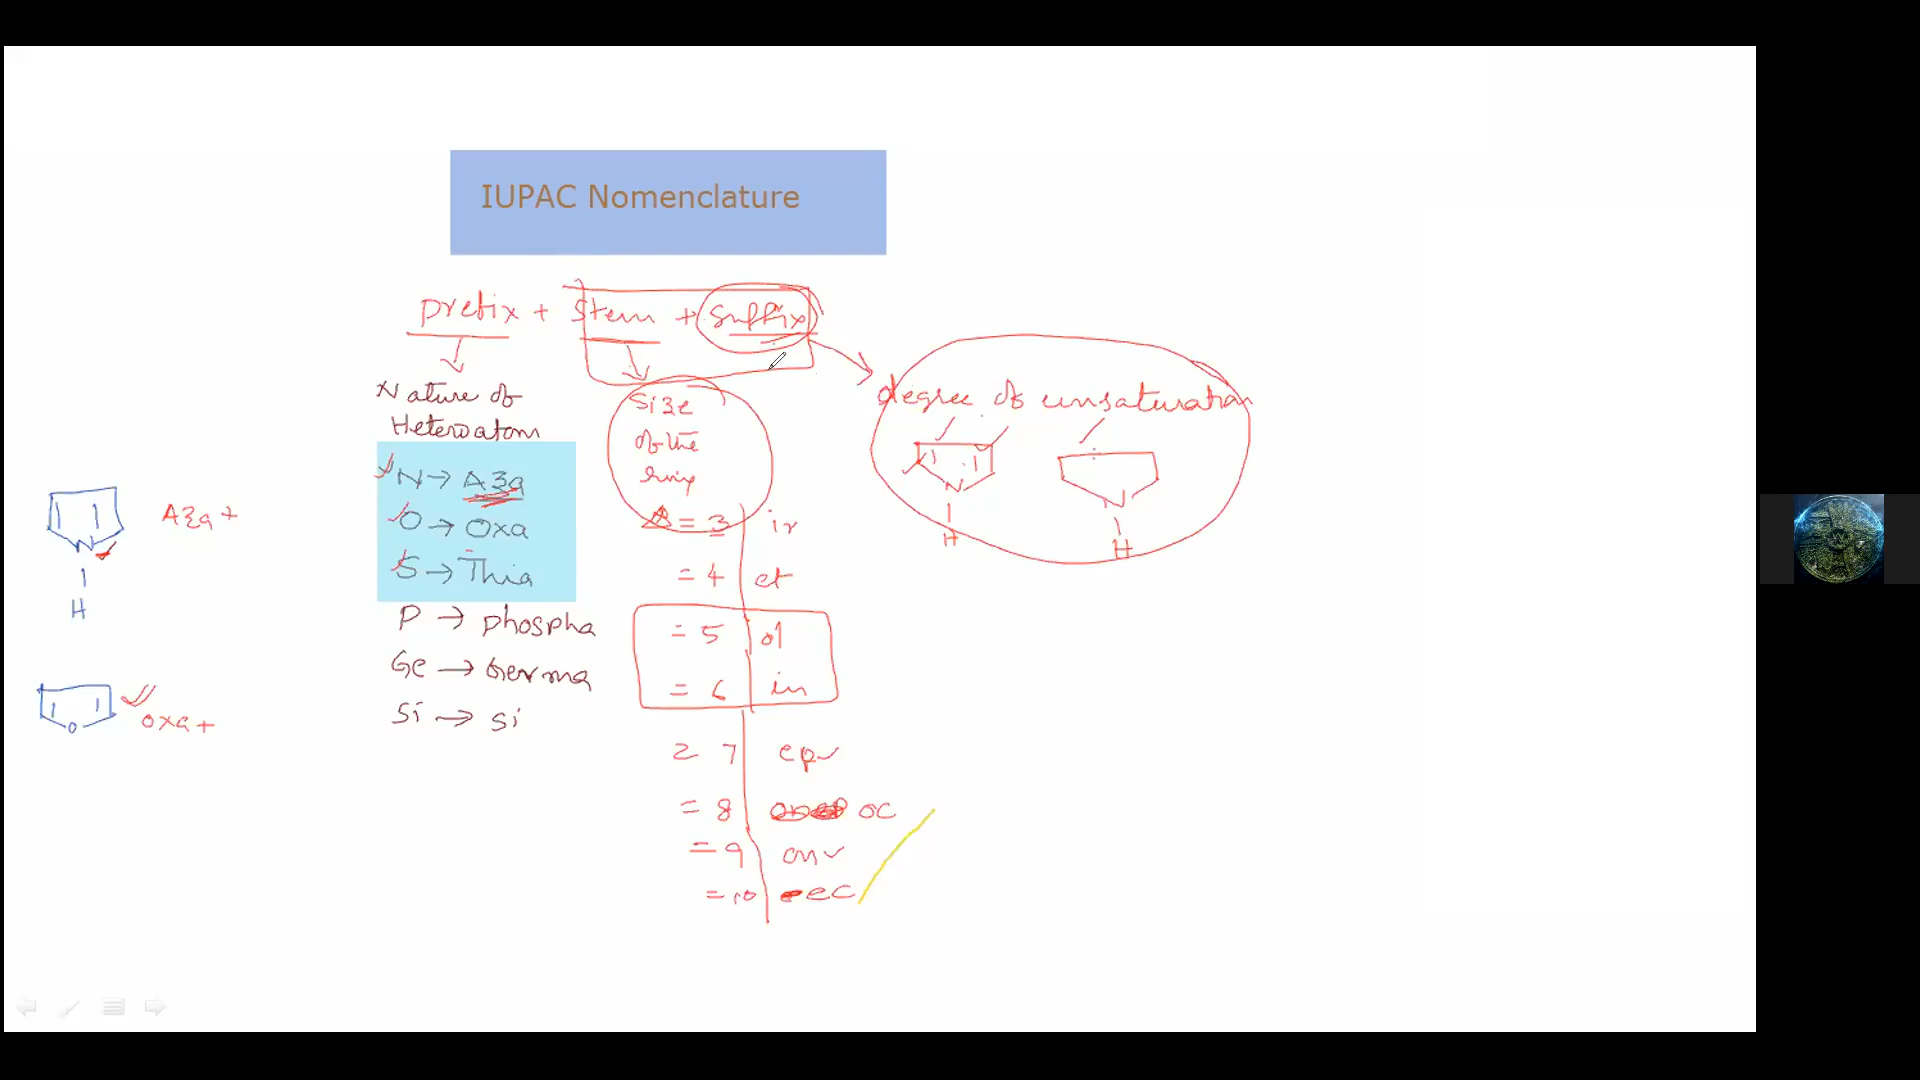 IUPAC Nomenclature
prefix + Stem + Suffix
Nature of
Heteroatom
N → Aza
O → Oxa
S → Thia
P → phospha
Ge → Germa
Si → Si
Size
of the
ring
= 3 ir
= 4 et
= 5 ol
= 6 in
7 ep
= 8 oc
= 9 on
= 10 ec
degree of unsaturation
N
H
N
H
N
H
Aza +
O
Oxa +